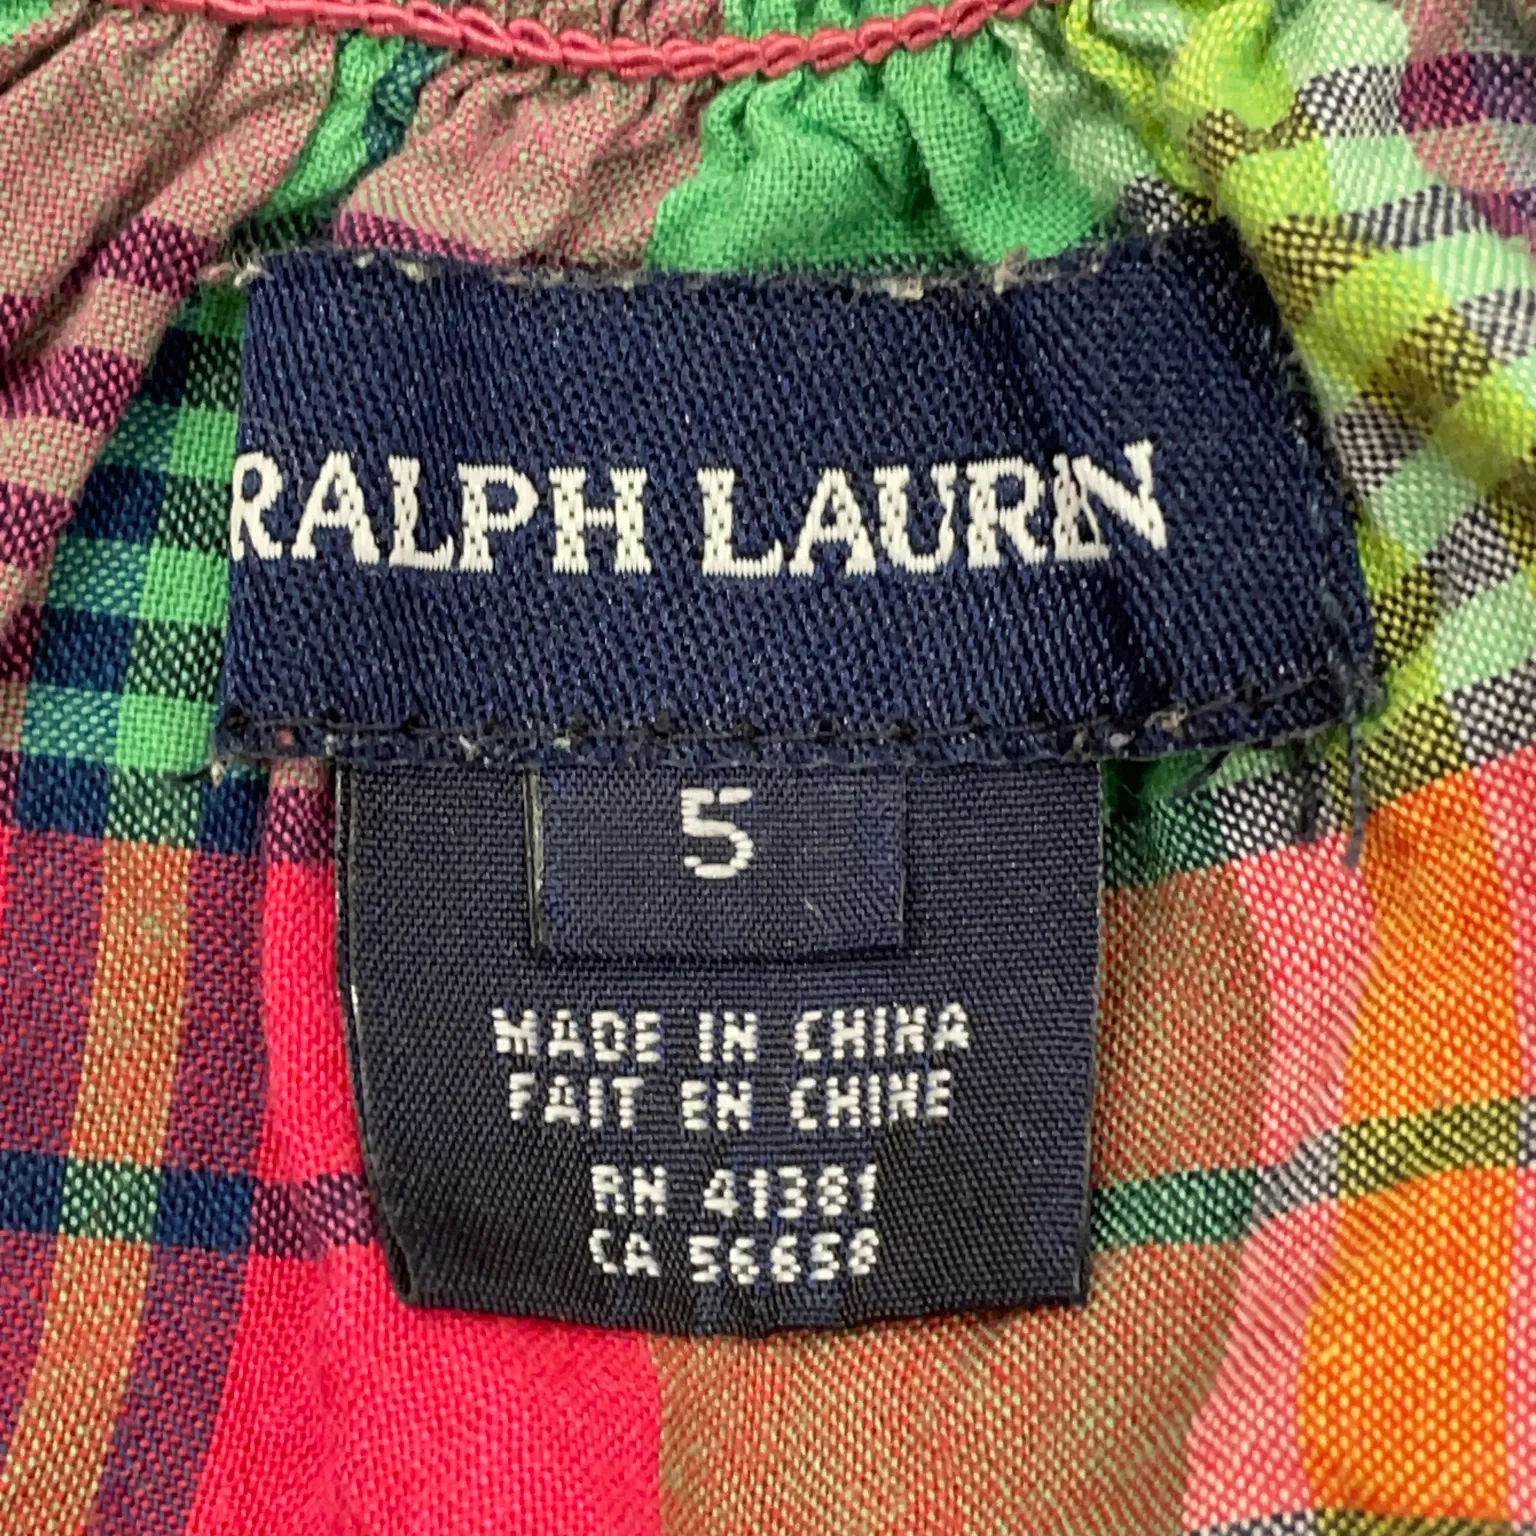 RALPH LAUREN
5
MADE IN CHINA
FAIT EN CHINE
RN 41381
CA 56658